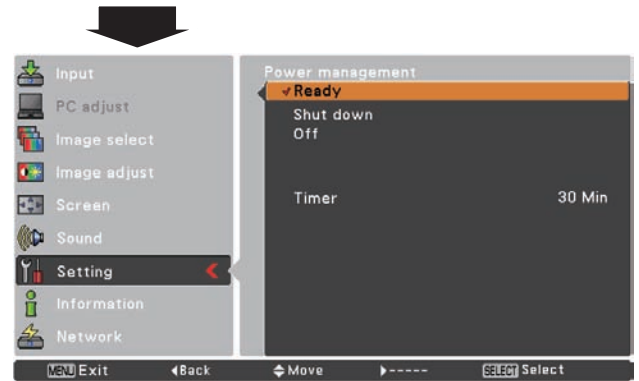 Input
PC adjust
Image select
Image adjust
Screen
Sound
Setting
Information
Network
Power management
✔Ready
Shut down
Off
Timer 30 Min
MENU Exit ◀Back ◆Move ▶----- SELECT Select